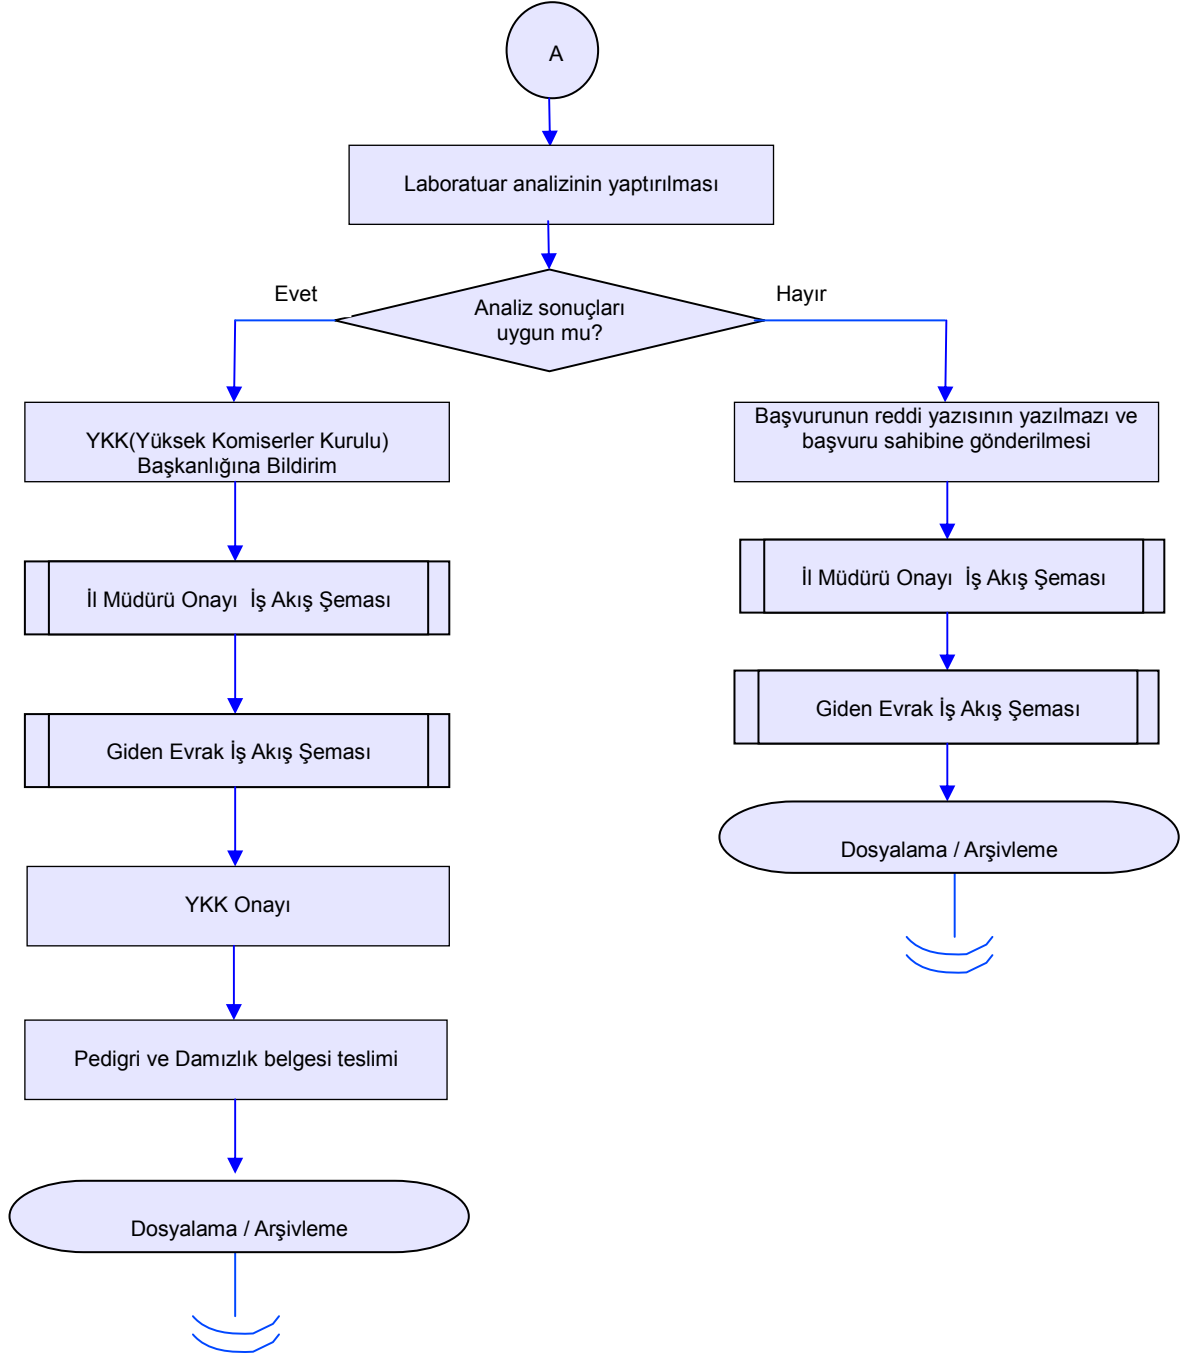 A
Laboratuar analizinin yaptırılması
Evet
Hayır
Analiz sonuçları
uygun mu?
YKK(Yüksek Komiserler Kurulu)
Başkanlığına Bildirim
İl Müdürü Onayı  İş Akış Şeması
Giden Evrak İş Akış Şeması
YKK Onayı
Pedigri ve Damızlık belgesi teslimi
Dosyalama / Arşivleme
Başvurunun reddi yazısının yazılmazı ve
başvuru sahibine gönderilmesi
İl Müdürü Onayı  İş Akış Şeması
Giden Evrak İş Akış Şeması
Dosyalama / Arşivleme